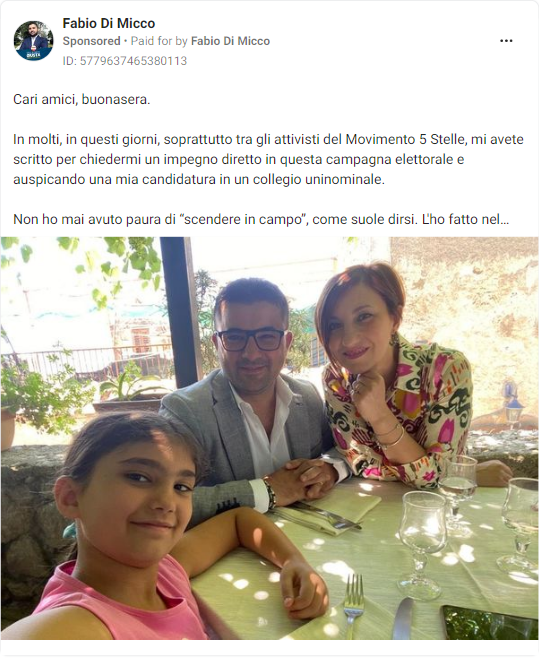 Fabio Di Micco
Sponsored • Paid for by Fabio Di Micco
ID: 5779637465380113
Cari amici, buonasera.
In molti, in questi giorni, soprattutto tra gli attivisti del Movimento 5 Stelle, mi avete
scritto per chiedermi un impegno diretto in questa campagna elettorale e
auspicando una mia candidatura in un collegio uninominale.
Non ho mai avuto paura di “scendere in campo”, come suole dirsi. L'ho fatto nel...